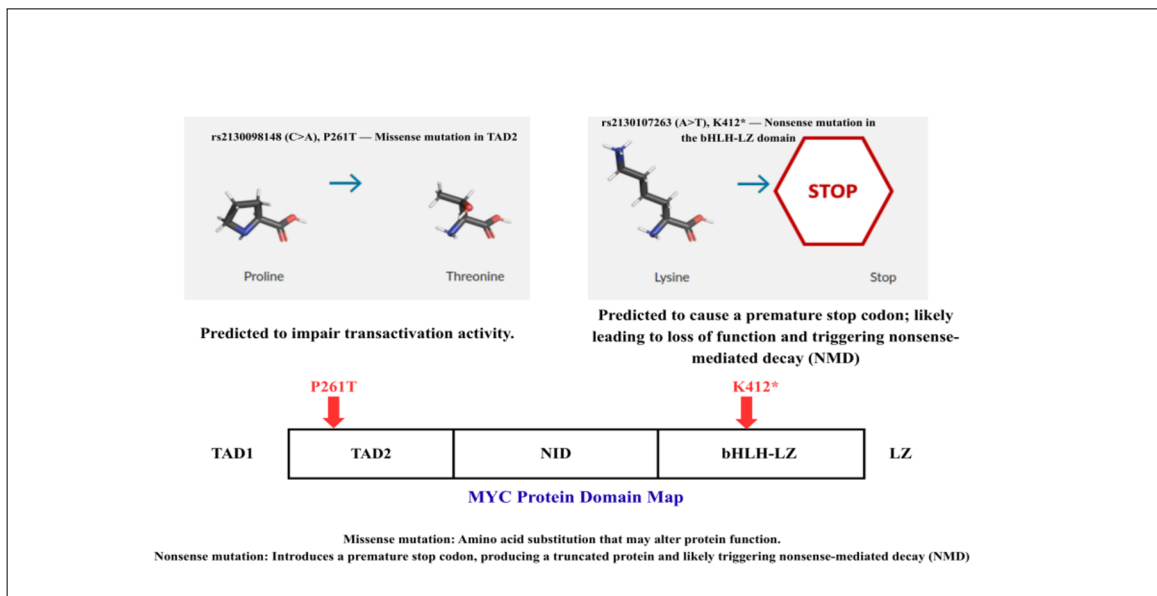 rs2130098148 (C>A), P261T — Missense mutation in TAD2
Proline
Threonine
Predicted to impair transactivation activity.
rs2130107263 (A>T), K412* — Nonsense mutation in
the bHLH-LZ domain
STOP
Lysine
Stop
Predicted to cause a premature stop codon; likely
leading to loss of function and triggering nonsense-
mediated decay (NMD)
P261T
K412*
TAD1
TAD2
NID
bHLH-LZ
LZ
MYC Protein Domain Map
Missense mutation: Amino acid substitution that may alter protein function.
Nonsense mutation: Introduces a premature stop codon, producing a truncated protein and likely triggering nonsense-mediated decay (NMD)